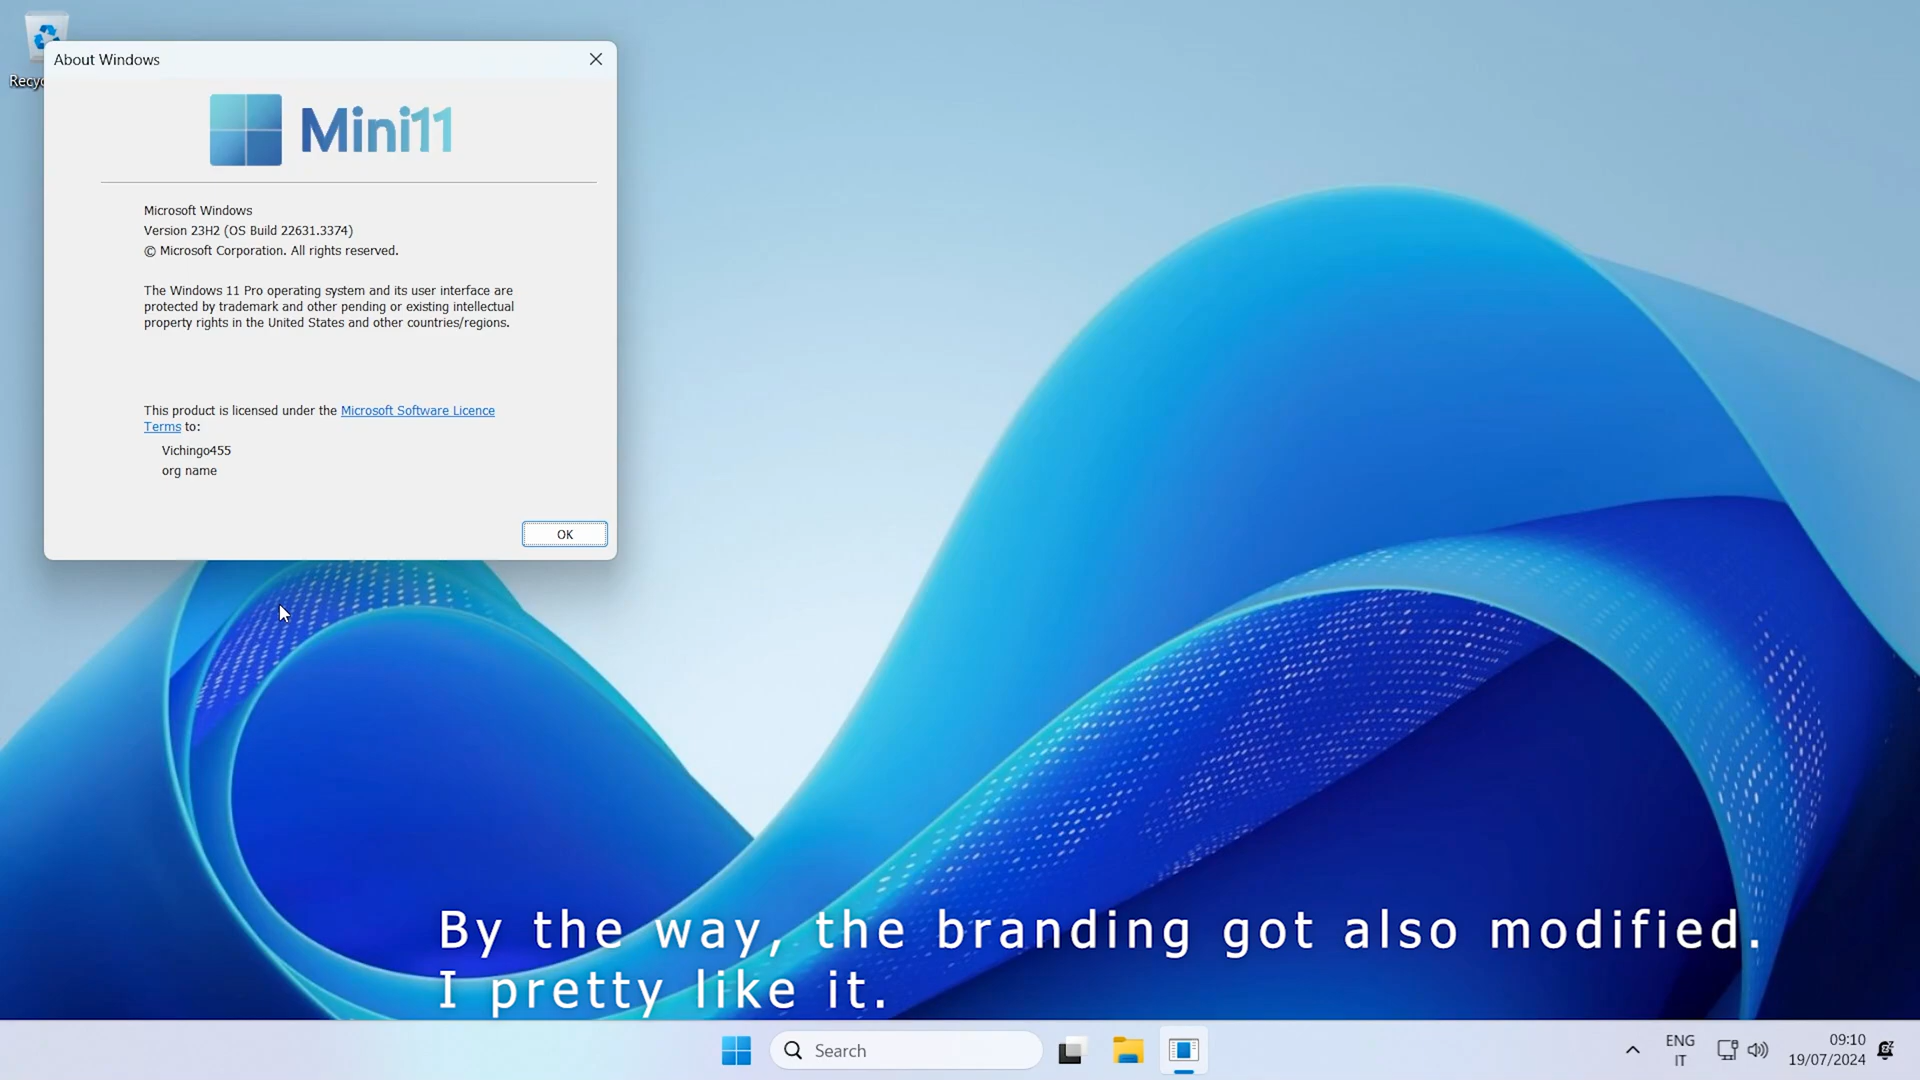 Recyc
About Windows
Mini11
Microsoft Windows
Version 23H2 (OS Build 22631.3374)
© Microsoft Corporation. All rights reserved.
The Windows 11 Pro operating system and its user interface are
protected by trademark and other pending or existing intellectual
property rights in the United States and other countries/regions.
This product is licensed under the Microsoft Software Licence
Terms to:
Vichingo455
org name
OK
By the way, the branding got also modified.
I pretty like it.
Search
ENG
IT
09:10
19/07/2024